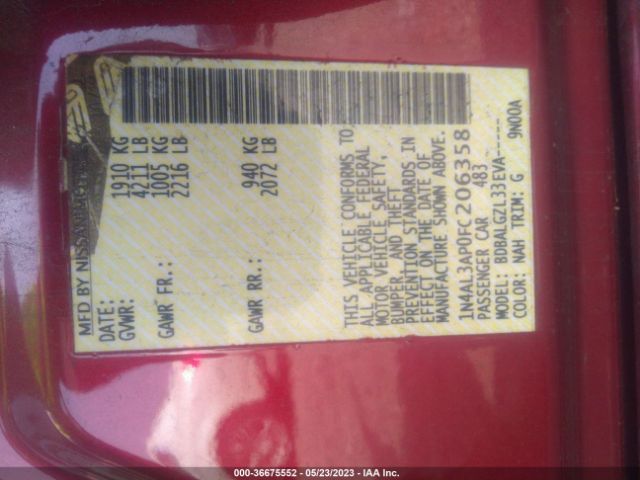 MFD BY NISSAN
DATE:
GVWR: 1910 KG
4211 LB
GAWR FR.: 1005 KG
2216 LB
GAWR RR.: 940 KG
2072 LB
THIS VEHICLE CONFORMS TO
ALL APPLICABLE FEDERAL
MOTOR VEHICLE SAFETY,
BUMPER, AND THEFT
PREVENTION STANDARDS IN
EFFECT ON THE DATE OF
MANUFACTURE SHOWN ABOVE.
1N4AL3AP0FC206358
PASSENGER CAR 483
MODEL: BDBALGZL33EVA-----
COLOR: NAH TRIM: G 9N00A
000-36675552 - 05/23/2023 - IAA Inc.